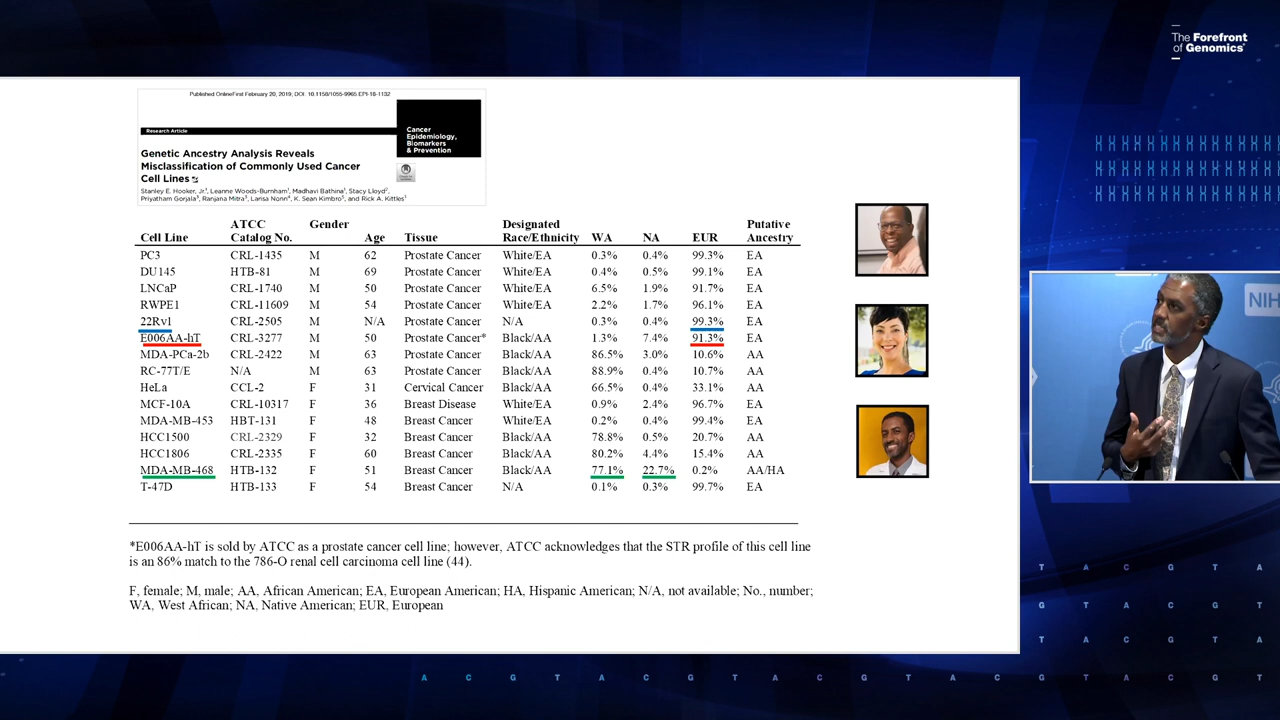 The Forefront
of Genomics®
Published OnlineFirst February 20, 2019; DOI: 10.1158/1055-9965.EPI-18-1132
Research Article
Cancer
Epidemiology,
Biomarkers
& Prevention
Genetic Ancestry Analysis Reveals
Misclassification of Commonly Used Cancer
Cell Lines
Stanley E. Hooker, Jr.¹, Leanne Woods-Burnham¹, Madhavi Bathina¹, Stacy Lloyd²,
Priyatham Gorjala³, Ranjana Mitra³, Larisa Nonn⁴, K. Sean Kimbro⁵, and Rick A. Kittles¹
Cell Line ATCC Catalog No. Gender Age Tissue Designated Race/Ethnicity WA NA EUR Putative Ancestry
PC3 CRL-1435 M 62 Prostate Cancer White/EA 0.3% 0.4% 99.3% EA
DU145 HTB-81 M 69 Prostate Cancer White/EA 0.4% 0.5% 99.1% EA
LNCaP CRL-1740 M 50 Prostate Cancer White/EA 6.5% 1.9% 91.7% EA
RWPE1 CRL-11609 M 54 Prostate Cancer White/EA 2.2% 1.7% 96.1% EA
22Rv1 CRL-2505 M N/A Prostate Cancer N/A 0.3% 0.4% 99.3% EA
E006AA-hT CRL-3277 M 50 Prostate Cancer* Black/AA 1.3% 7.4% 91.3% EA
MDA-PCa-2b CRL-2422 M 63 Prostate Cancer Black/AA 86.5% 3.0% 10.6% AA
RC-77T/E N/A M 63 Prostate Cancer Black/AA 88.9% 0.4% 10.7% AA
HeLa CCL-2 F 31 Cervical Cancer Black/AA 66.5% 0.4% 33.1% AA
MCF-10A CRL-10317 F 36 Breast Disease White/EA 0.9% 2.4% 96.7% EA
MDA-MB-453 HBT-131 F 48 Breast Cancer White/EA 0.2% 0.4% 99.4% EA
HCC1500 CRL-2329 F 32 Breast Cancer Black/AA 78.8% 0.5% 20.7% AA
HCC1806 CRL-2335 F 60 Breast Cancer Black/AA 80.2% 4.4% 15.4% AA
MDA-MB-468 HTB-132 F 51 Breast Cancer Black/AA 77.1% 22.7% 0.2% AA/HA
T-47D HTB-133 F 54 Breast Cancer N/A 0.1% 0.3% 99.7% EA
*E006AA-hT is sold by ATCC as a prostate cancer cell line; however, ATCC acknowledges that the STR profile of this cell line
is an 86% match to the 786-O renal cell carcinoma cell line (44).
F, female; M, male; AA, African American; EA, European American; HA, Hispanic American; N/A, not available; No., number;
WA, West African; NA, Native American; EUR, European
NIH
T A C G T A
G T A C G T
T A C G T A
A C G T A C G T A C G T A C G T A C G T